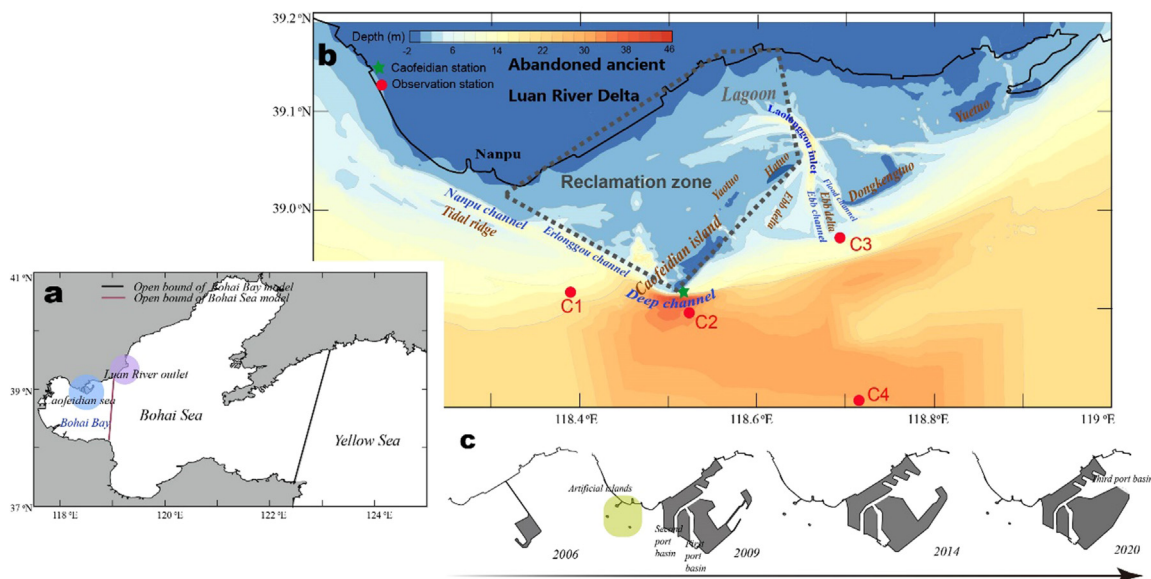 39.2°N
39.1°N
39.0°N
b
Depth (m)
-2 6 14 22 30 38 46
Caofeidian station
Observation station
Abandoned ancient
Luan River Delta
Nanpu
Lagoon
Laolonggou inlet
Yuetuo
Reclamation zone
Hatuo
Yaotuo
Dongkengtuo
Flood channel
Ebb delta
Ebb channel
Ebb delta
Nanpu channel
Tidal ridge
Erlonggou channel
Caofeidian island
Deep channel
C1
C2
C3
C4
118.4°E 118.6°E 118.8°E 119°E
a
41°N
39°N
37°N
Open bound of Bohai Bay model
Open bound of Bohai Sea model
Luan River outlet
aofeidian sea
Bohai Bay
Bohai Sea
Yellow Sea
118°E 120°E 122°E 124°E
c
Artificial islands
Second
port
basin
First
port
basin
Third port basin
2006
2009
2014
2020